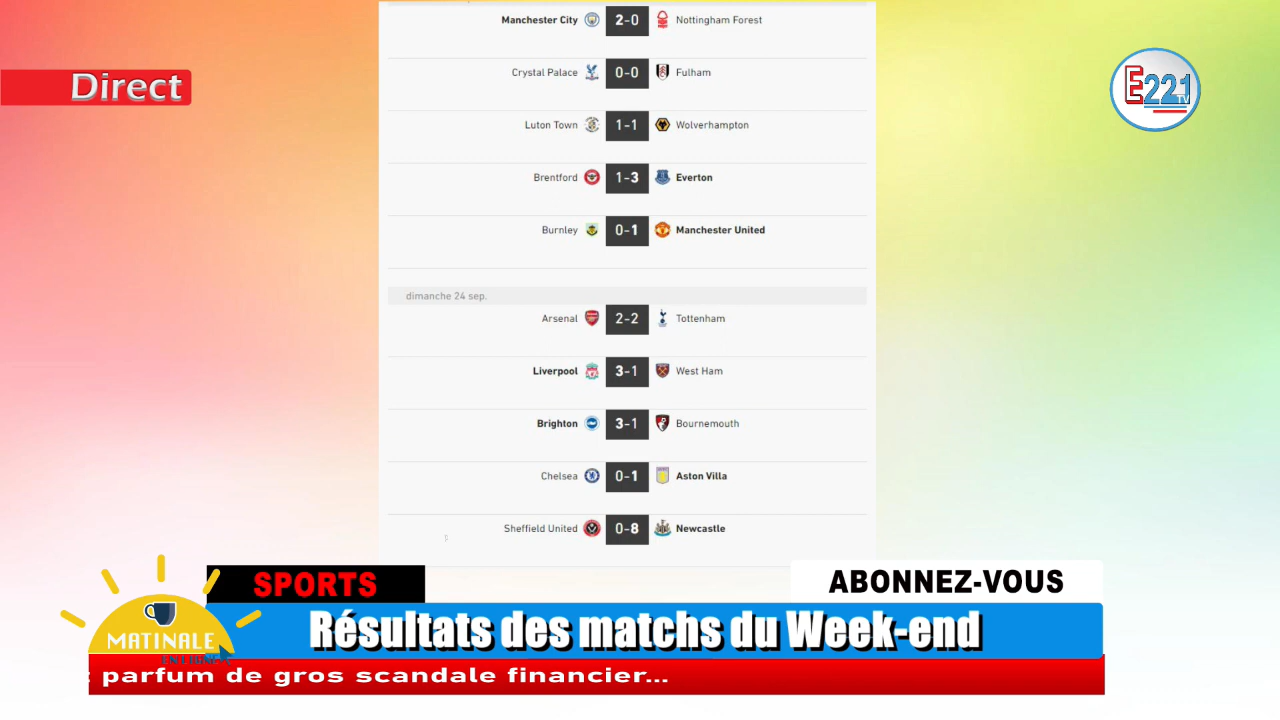 Manchester City 2-0 Nottingham Forest
Direct
Crystal Palace 0-0 Fulham
E221
TV
Luton Town 1-1 Wolverhampton
Brentford 1-3 Everton
Burnley 0-1 Manchester United
dimanche 24 sep.
Arsenal 2-2 Tottenham
Liverpool 3-1 West Ham
Brighton 3-1 Bournemouth
Chelsea 0-1 Aston Villa
Sheffield United 0-8 Newcastle
SPORTS
ABONNEZ-VOUS
Résultats des matchs du Week-end
MATINALE
parfum de gros scandale financier...